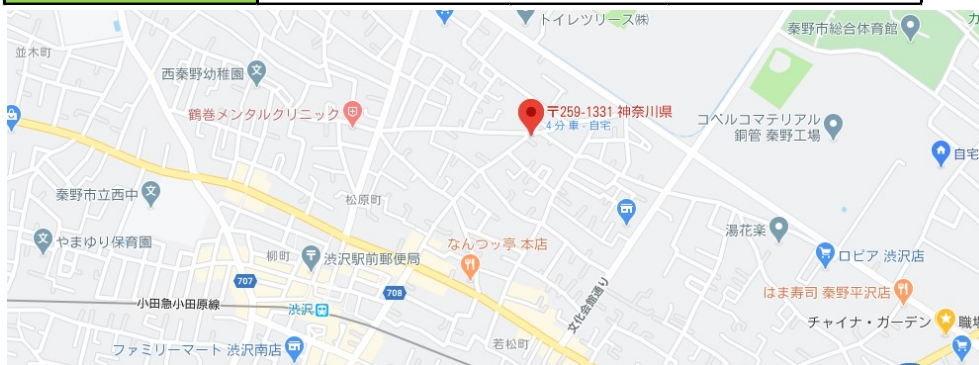 トイレツリース㈱
秦野市総合体育館
カ
並木町
西秦野幼稚園
鶴巻メンタルクリニック
〒259-1331 神奈川県
4分 車 - 自宅
コベルコマテリアル
銅管 秦野工場
自宅
秦野市立西中
松原町
やまゆり保育園
柳町
渋沢駅前郵便局
なんつッ亭 本店
湯花楽
ロピア 渋沢店
707
708
小田急小田原線
渋沢
文化会館通り
はま寿司 秦野平沢店
チャイナ・ガーデン
職場
若松町
ファミリーマート 渋沢南店